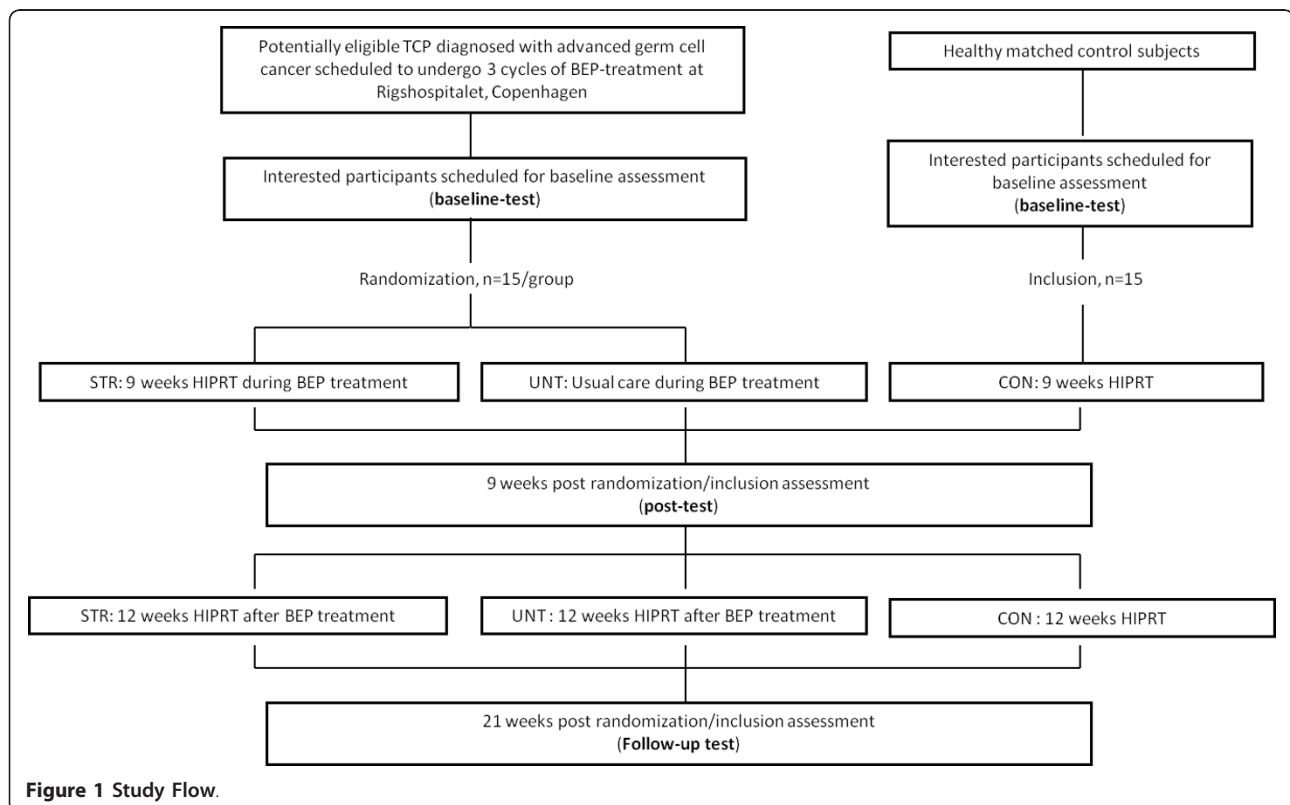 Potentially eligible TCP diagnosed with advanced germ cell
cancer scheduled to undergo 3 cycles of BEP-treatment at
Rigshospitalet, Copenhagen
Healthy matched control subjects
Interested participants scheduled for baseline assessment
(baseline-test)
Interested participants scheduled for
baseline assessment
(baseline-test)
Randomization, n=15/group
Inclusion, n=15
STR: 9 weeks HIPRT during BEP treatment
UNT: Usual care during BEP treatment
CON: 9 weeks HIPRT
9 weeks post randomization/inclusion assessment
(post-test)
STR: 12 weeks HIPRT after BEP treatment
UNT : 12 weeks HIPRT after BEP treatment
CON : 12 weeks HIPRT
21 weeks post randomization/inclusion assessment
(Follow-up test)
Figure 1 Study Flow.